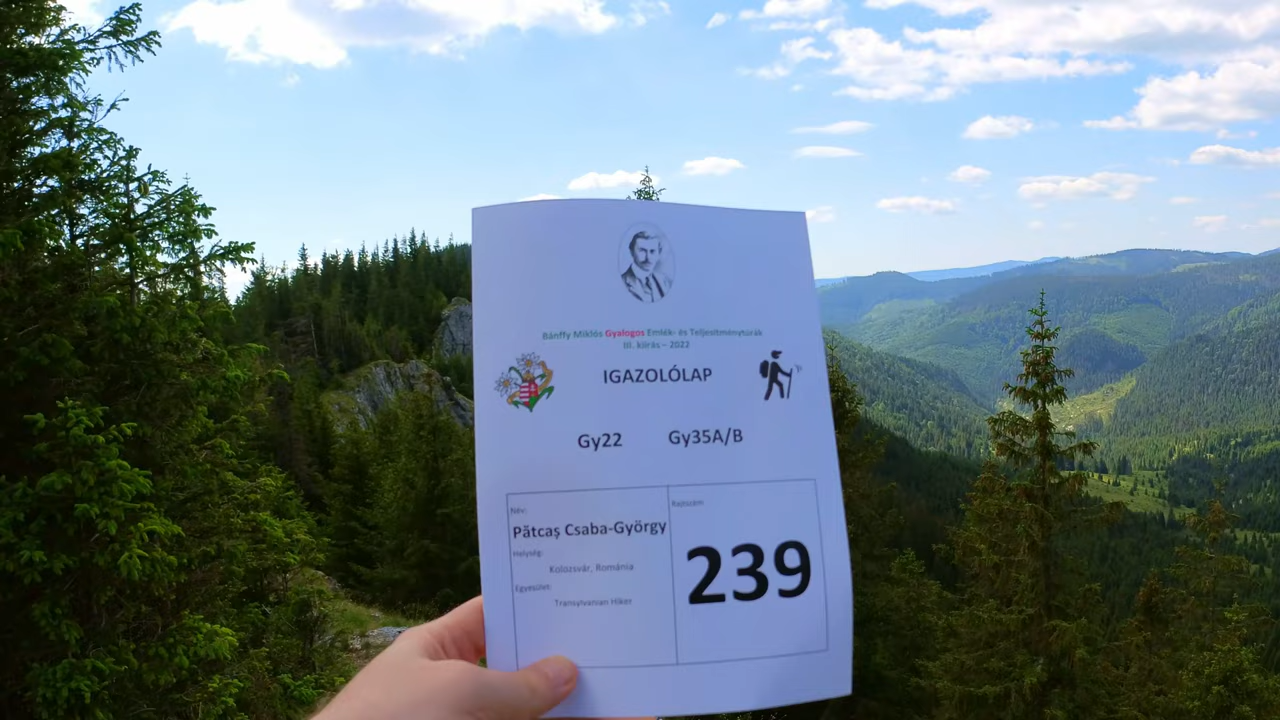 Bánffy Miklós Gyalogos Emlék- és Teljesítménytúrák
III. kiírás – 2022
IGAZOLÓLAP
Gy22 Gy35A/B
Név:
Pătcaș Csaba-György
Helység:
Kolozsvár, Románia
Egyesület:
Transylvanian Hiker
Rajtszám
239